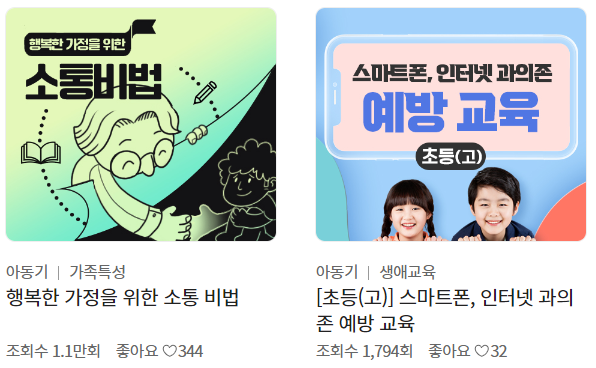 행복한 가정을 위한
소통비법
아동기 | 가족특성
행복한 가정을 위한 소통 비법
조회수 1.1만회 좋아요 ♡344
스마트폰, 인터넷 과의존
예방 교육
초등(고)
아동기 | 생애교육
[초등(고)] 스마트폰, 인터넷 과의
존 예방 교육
조회수 1,794회 좋아요 ♡32